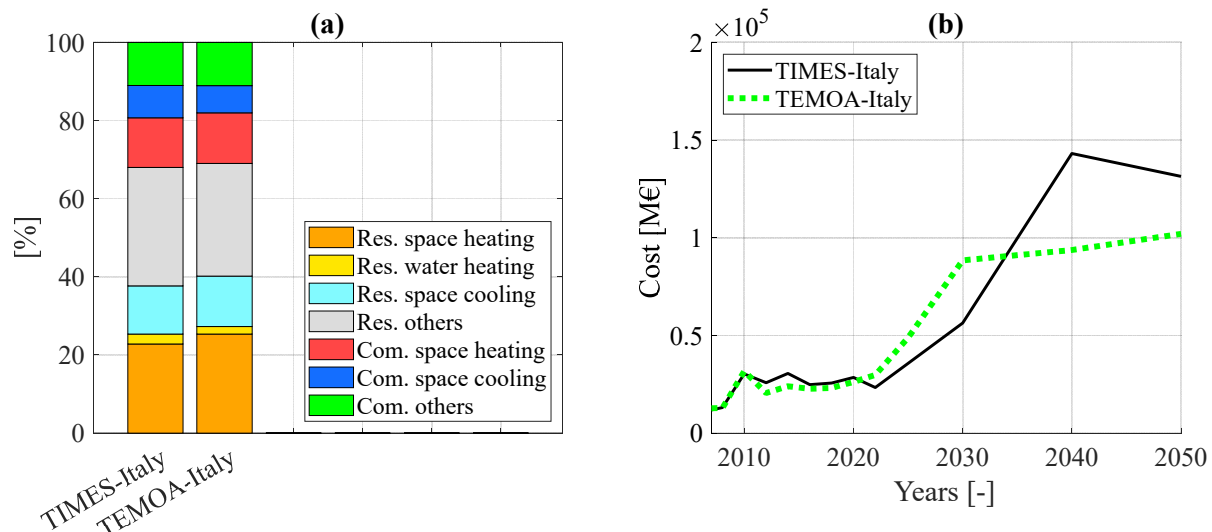 (a)
100
80
60
40
20
0
[%]
Res. space heating
Res. water heating
Res. space cooling
Res. others
Com. space heating
Com. space cooling
Com. others
TIMES-Italy
TEMOA-Italy
(b)
×10⁵
2
1.5
1
0.5
0
Cost [M€]
TIMES-Italy
TEMOA-Italy
2010
2020
2030
2040
2050
Years [-]